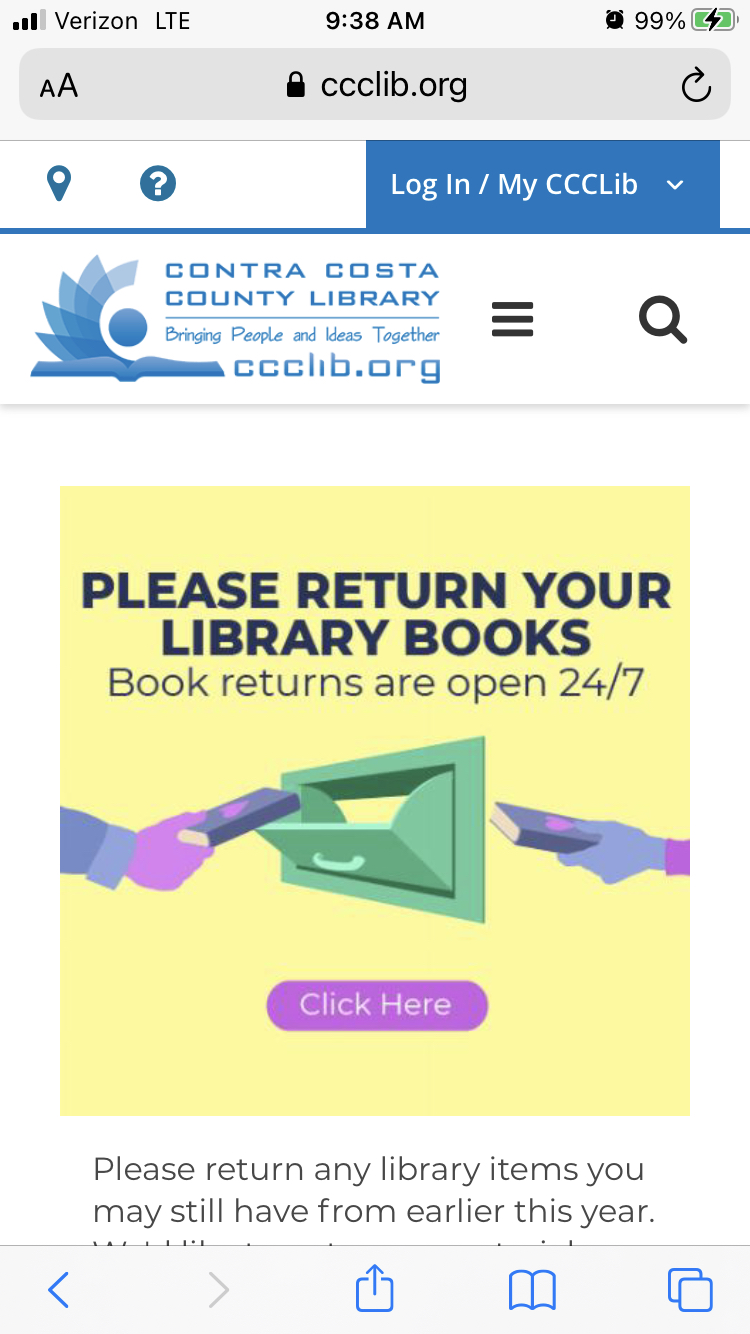 Verizon LTE 9:38 AM 99%
AA ccclib.org
? Log In / My CCCLib
CONTRA COSTA
COUNTY LIBRARY
Bringing People and Ideas Together
ccclib.org
PLEASE RETURN YOUR
LIBRARY BOOKS
Book returns are open 24/7
Click Here
Please return any library items you
may still have from earlier this year.